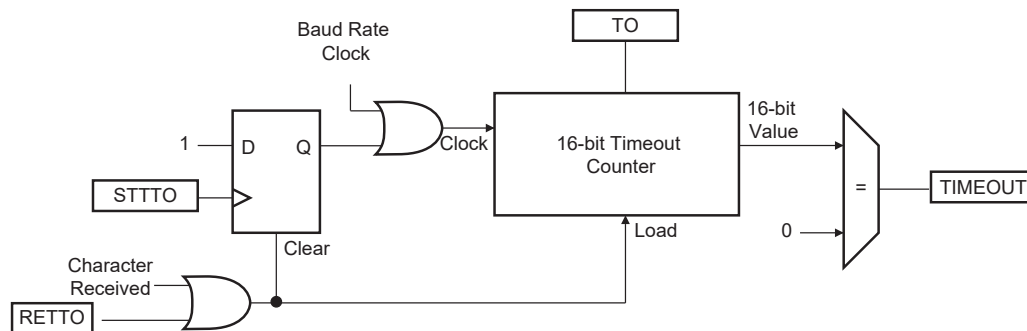 TO
Baud Rate
Clock
16-bit
Value
1
D
Q
Clock
16-bit Timeout
Counter
=
TIMEOUT
STTTO
0
Clear
Load
Character
Received
RETTO